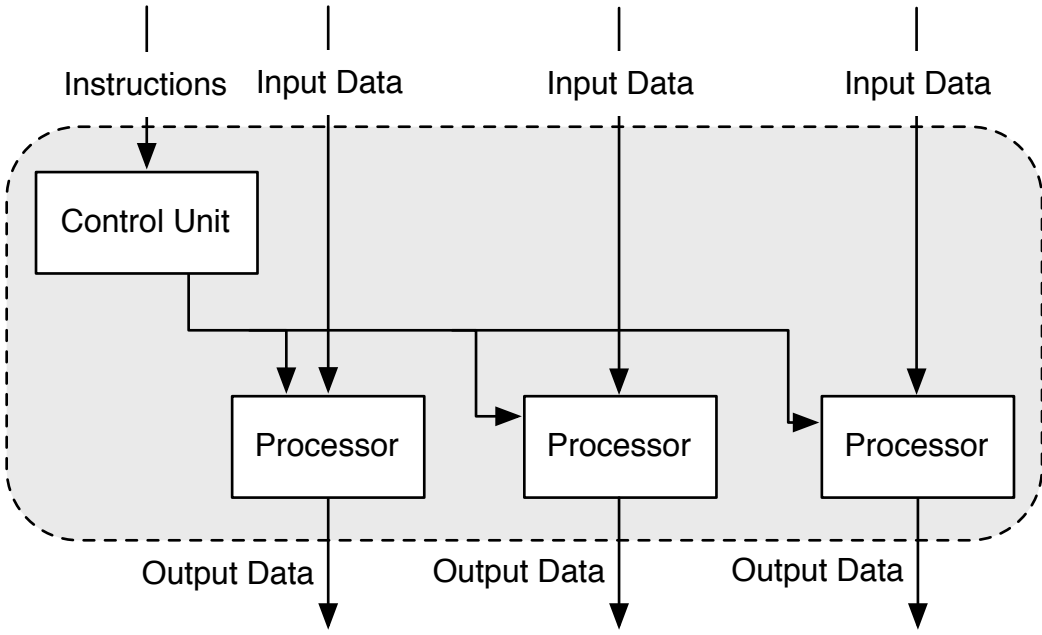 Instructions
Input Data
Input Data
Input Data
Control Unit
Processor
Processor
Processor
Output Data
Output Data
Output Data